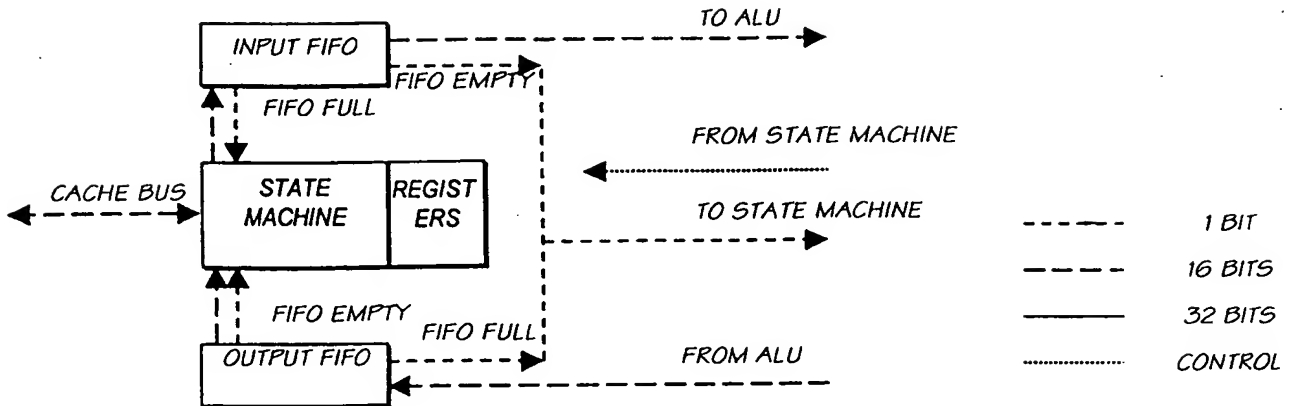 TO ALU
INPUT FIFO
FIFO EMPTY
FIFO FULL
FROM STATE MACHINE
CACHE BUS
STATE
MACHINE
REGIST
ERS
TO STATE MACHINE
1 BIT
16 BITS
FIFO EMPTY
FIFO FULL
32 BITS
OUTPUT FIFO
FROM ALU
CONTROL